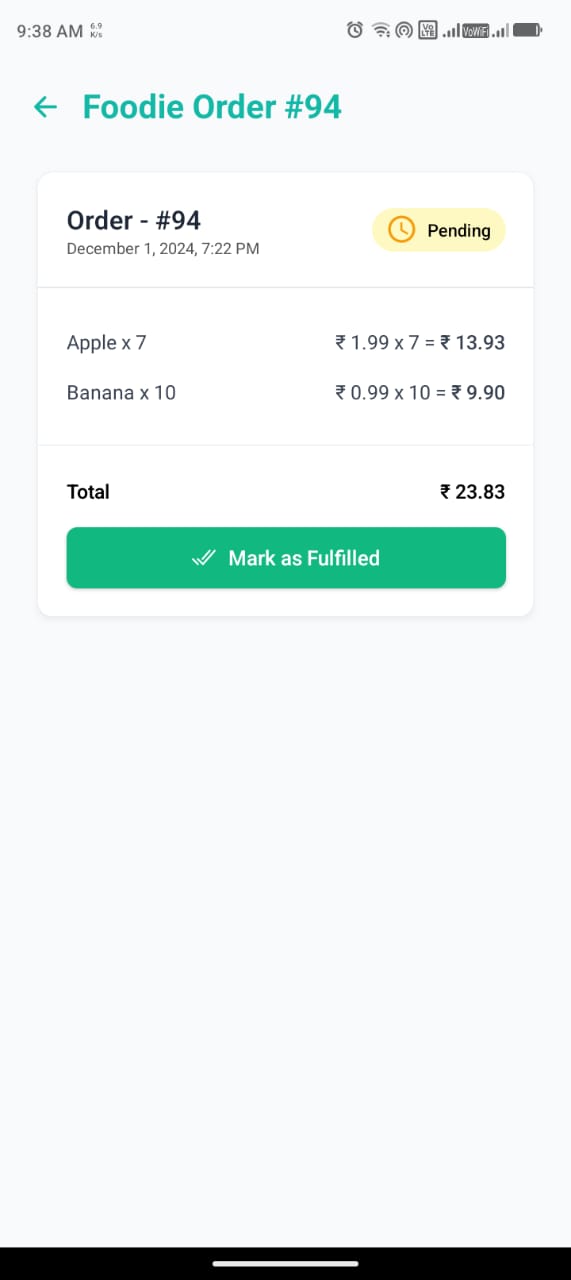 9:38 AM 6.9 K/s Vo LTE VoWiFi
Foodie Order #94
Order - #94
December 1, 2024, 7:22 PM
Pending
Apple x 7 ₹ 1.99 x 7 = ₹ 13.93
Banana x 10 ₹ 0.99 x 10 = ₹ 9.90
Total ₹ 23.83
Mark as Fulfilled